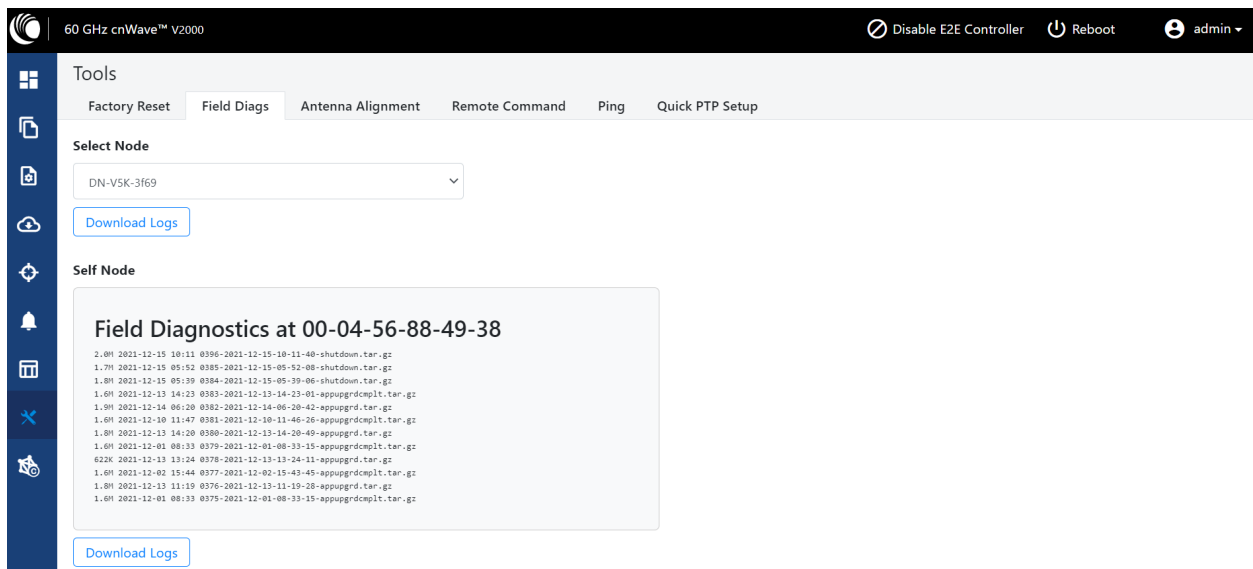 60 GHz cnWave™ V2000 Disable E2E Controller Reboot admin
Tools
Factory Reset Field Diags Antenna Alignment Remote Command Ping Quick PTP Setup
Select Node
DN-V5K-3f69
Download Logs
Self Node
Field Diagnostics at 00-04-56-88-49-38
2.0M 2021-12-15 10:11 0396-2021-12-15-10-11-40-shutdown.tar.gz
1.7M 2021-12-15 05:52 0385-2021-12-15-05-52-08-shutdown.tar.gz
1.8M 2021-12-15 05:39 0384-2021-12-15-05-39-06-shutdown.tar.gz
1.6M 2021-12-13 14:23 0383-2021-12-13-14-23-01-appupgrdcmplt.tar.gz
1.9M 2021-12-14 06:20 0382-2021-12-14-06-20-42-appupgrd.tar.gz
1.6M 2021-12-10 11:47 0381-2021-12-10-11-46-26-appupgrdcmplt.tar.gz
1.8M 2021-12-13 14:20 0380-2021-12-13-14-20-49-appupgrd.tar.gz
1.6M 2021-12-01 08:33 0379-2021-12-01-08-33-15-appupgrdcmplt.tar.gz
622K 2021-12-13 13:24 0378-2021-12-13-13-24-11-appupgrd.tar.gz
1.6M 2021-12-02 15:44 0377-2021-12-02-15-43-45-appupgrdcmplt.tar.gz
1.8M 2021-12-13 11:19 0376-2021-12-13-11-19-28-appupgrd.tar.gz
1.6M 2021-12-01 08:33 0375-2021-12-01-08-33-15-appupgrdcmplt.tar.gz
Download Logs